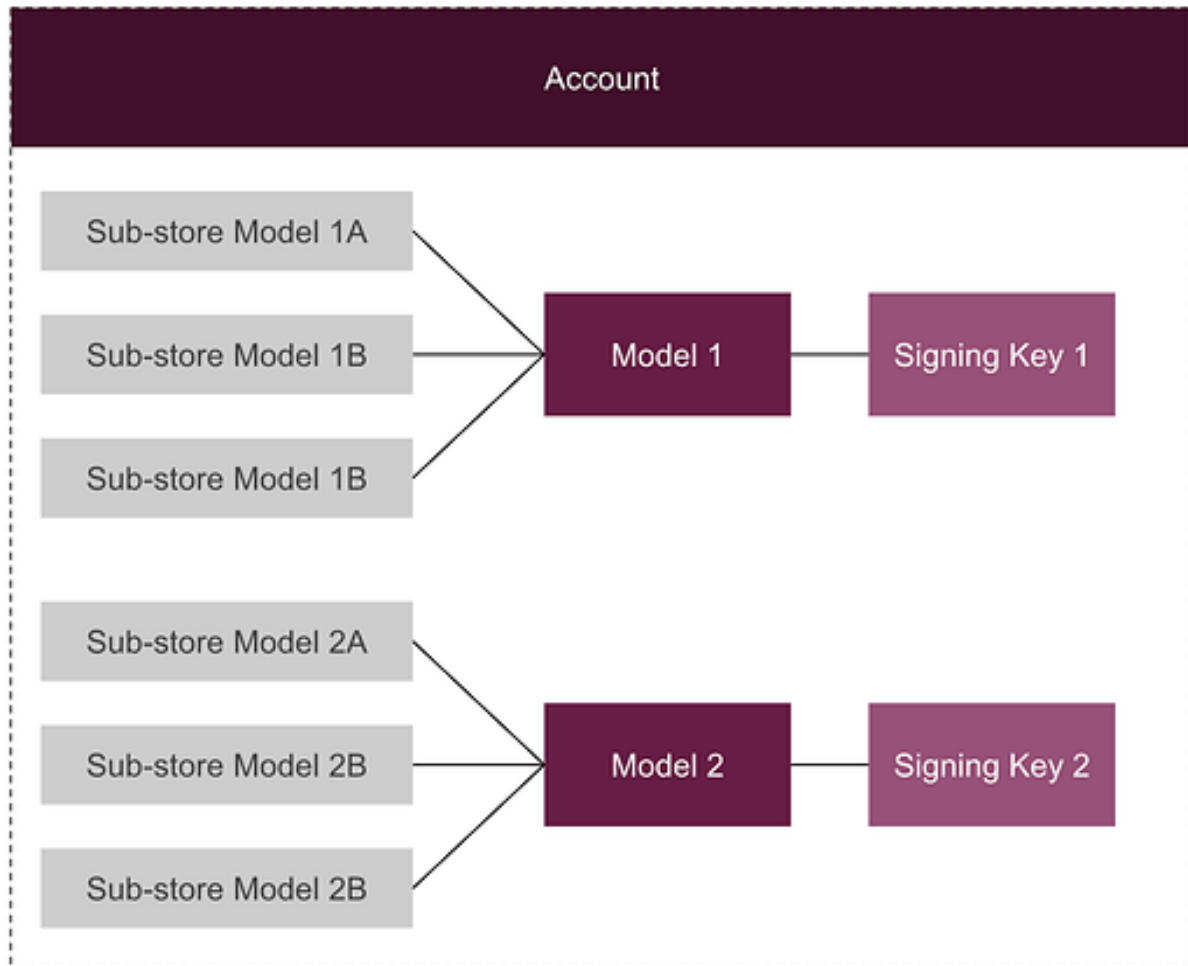 Account
Sub-store Model 1A
Sub-store Model 1B
Sub-store Model 1B
Model 1
Signing Key 1
Sub-store Model 2A
Sub-store Model 2B
Sub-store Model 2B
Model 2
Signing Key 2